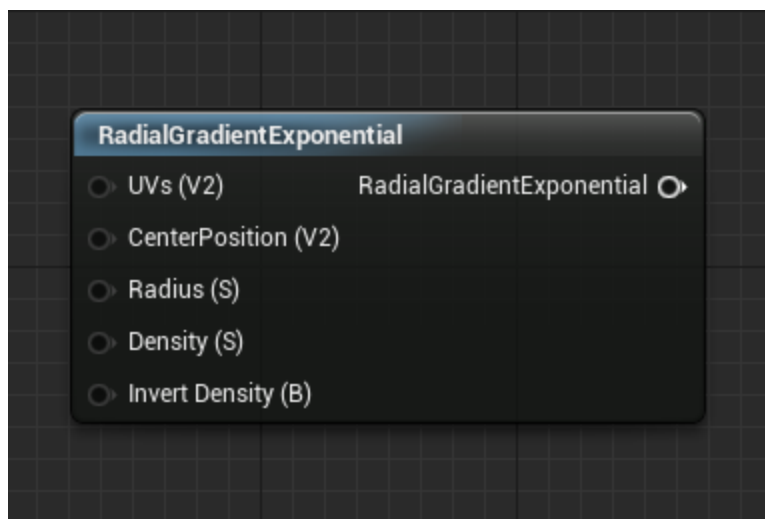 RadialGradientExponential
UVs (V2) RadialGradientExponential
CenterPosition (V2)
Radius (S)
Density (S)
Invert Density (B)